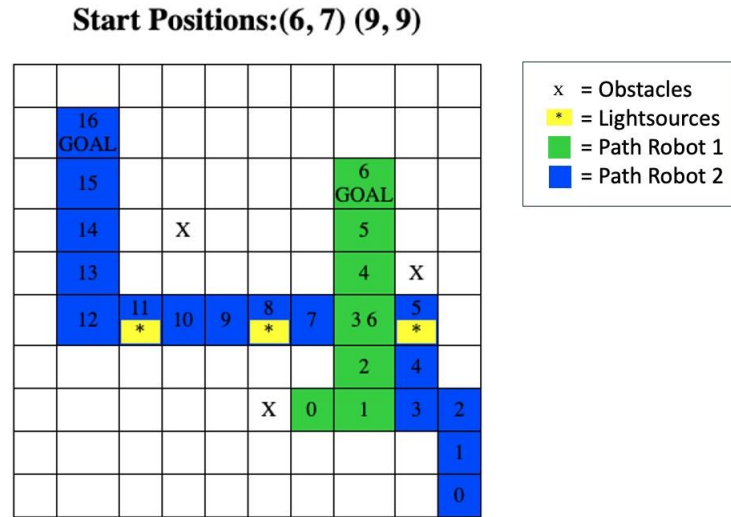 Start Positions:(6, 7) (9, 9)
x = Obstacles
* = Lightsources
= Path Robot 1
= Path Robot 2
16
GOAL
15
6
GOAL
14 X 5
13 4 X
12 11 * 10 9 8 * 7 3 6 5 *
2 4
X 0 1 3 2
1
0